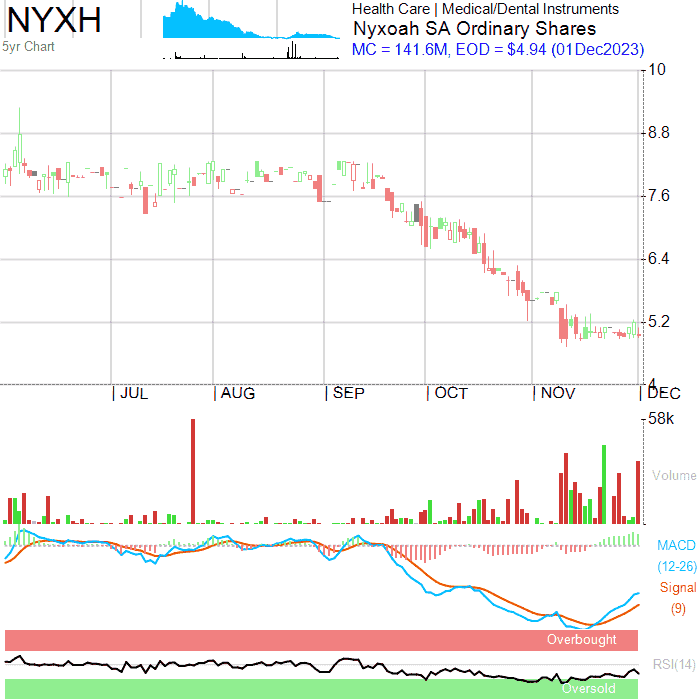 NYXH
5yr Chart
Health Care | Medical/Dental Instruments
Nyxoah SA Ordinary Shares
MC = 141.6M, EOD = $4.94 (01Dec2023)
10
8.8
7.6
6.4
5.2
4
JUL AUG SEP OCT NOV DEC
58k
Volume
MACD
(12-26)
Signal
(9)
Overbought
RSI(14)
Oversold